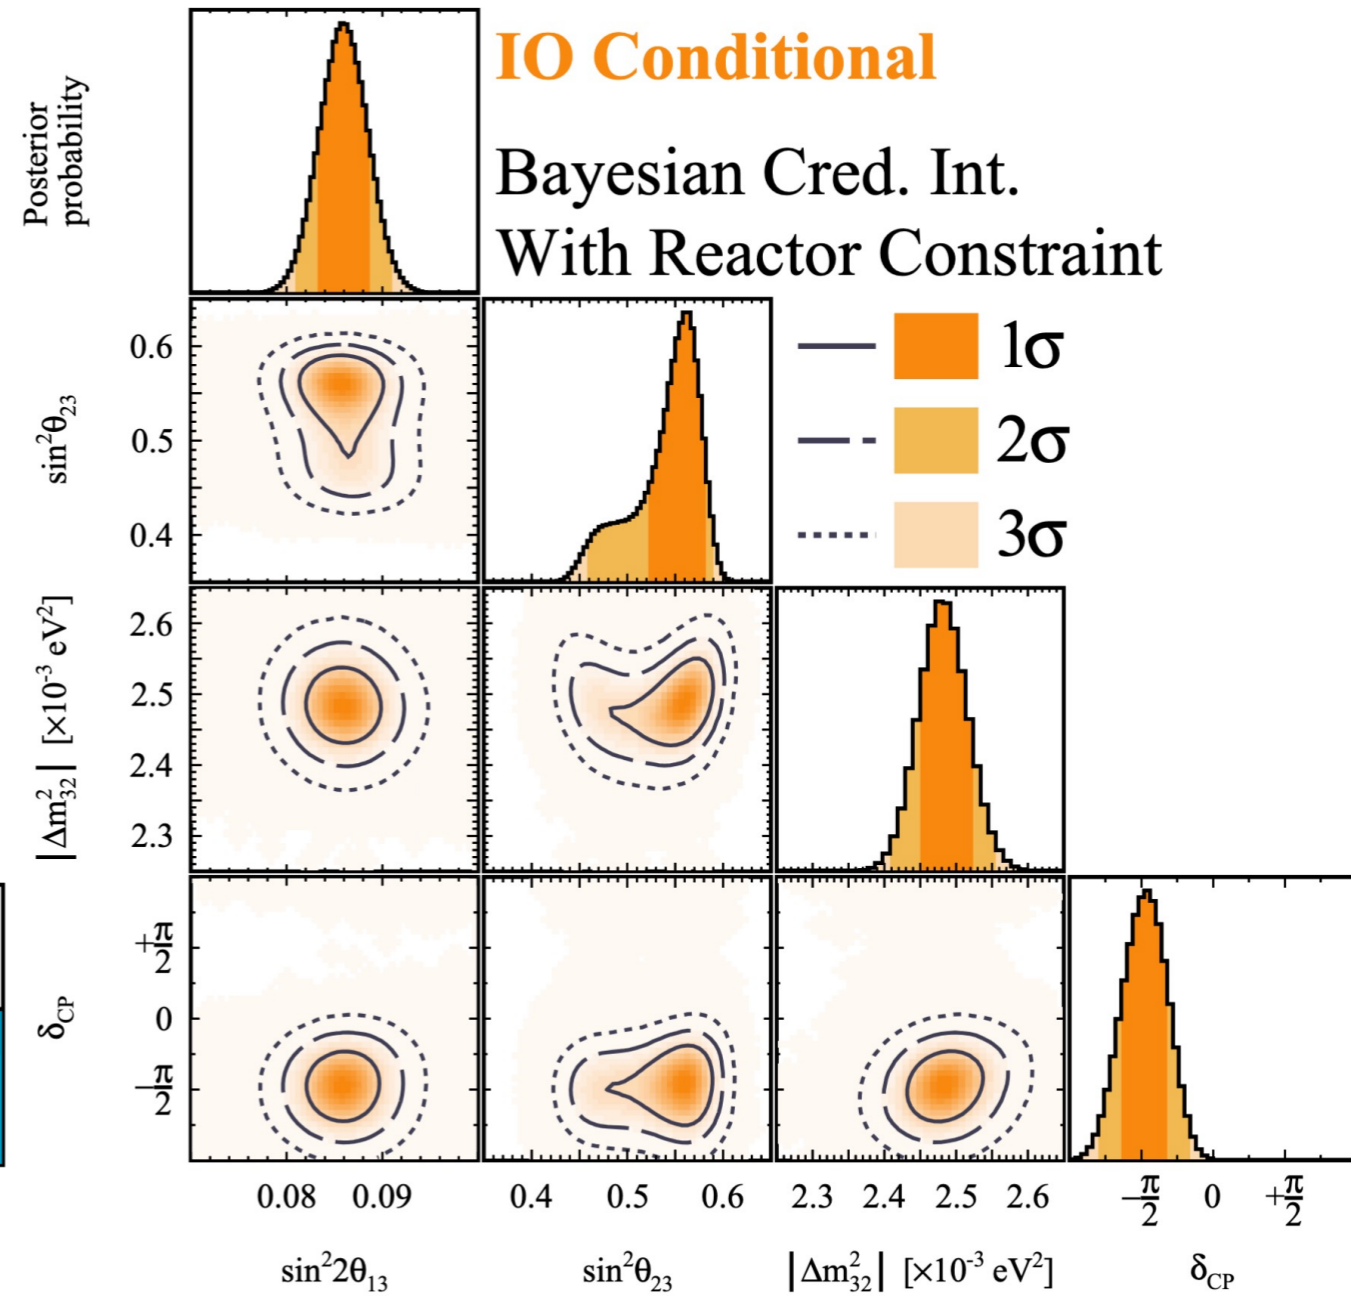 IO Conditional
Posterior
probability
Bayesian Cred. Int.
With Reactor Constraint
1σ
2σ
3σ
sin²θ₂₃
0.6
0.5
0.4
|Δm²₃₂| [×10⁻³ eV²]
2.6
2.5
2.4
2.3
δCP
+π/2
0
−π/2
0.08 0.09 0.4 0.5 0.6 2.3 2.4 2.5 2.6 −π/2 0 +π/2
sin²2θ₁₃ sin²θ₂₃ |Δm²₃₂| [×10⁻³ eV²] δCP